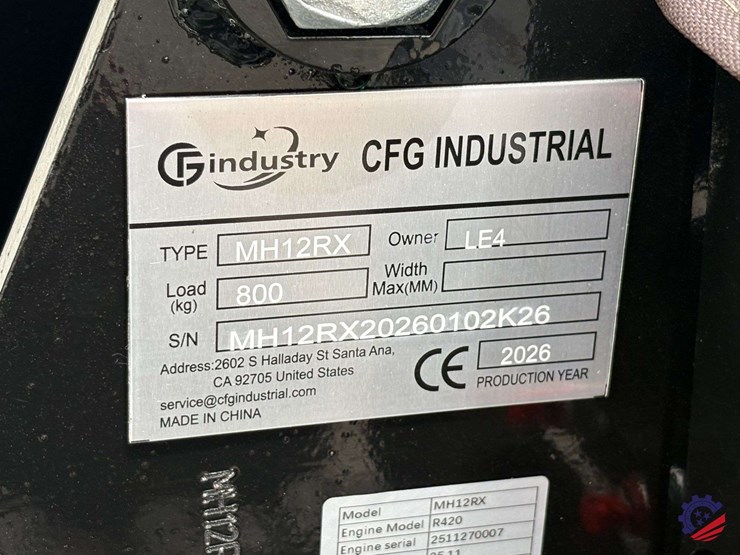 CFindustry CFG INDUSTRIAL
TYPE MH12RX Owner LE4
Load (kg) 800 Width Max(MM)
S/N MH12RX20260102K26
Address:2602 S Halladay St Santa Ana,
CA 92705 United States
service@cfgindustrial.com
MADE IN CHINA
CE 2026
PRODUCTION YEAR
MH12R
Model MH12RX
Engine Model R420
Engine serial 2511270007